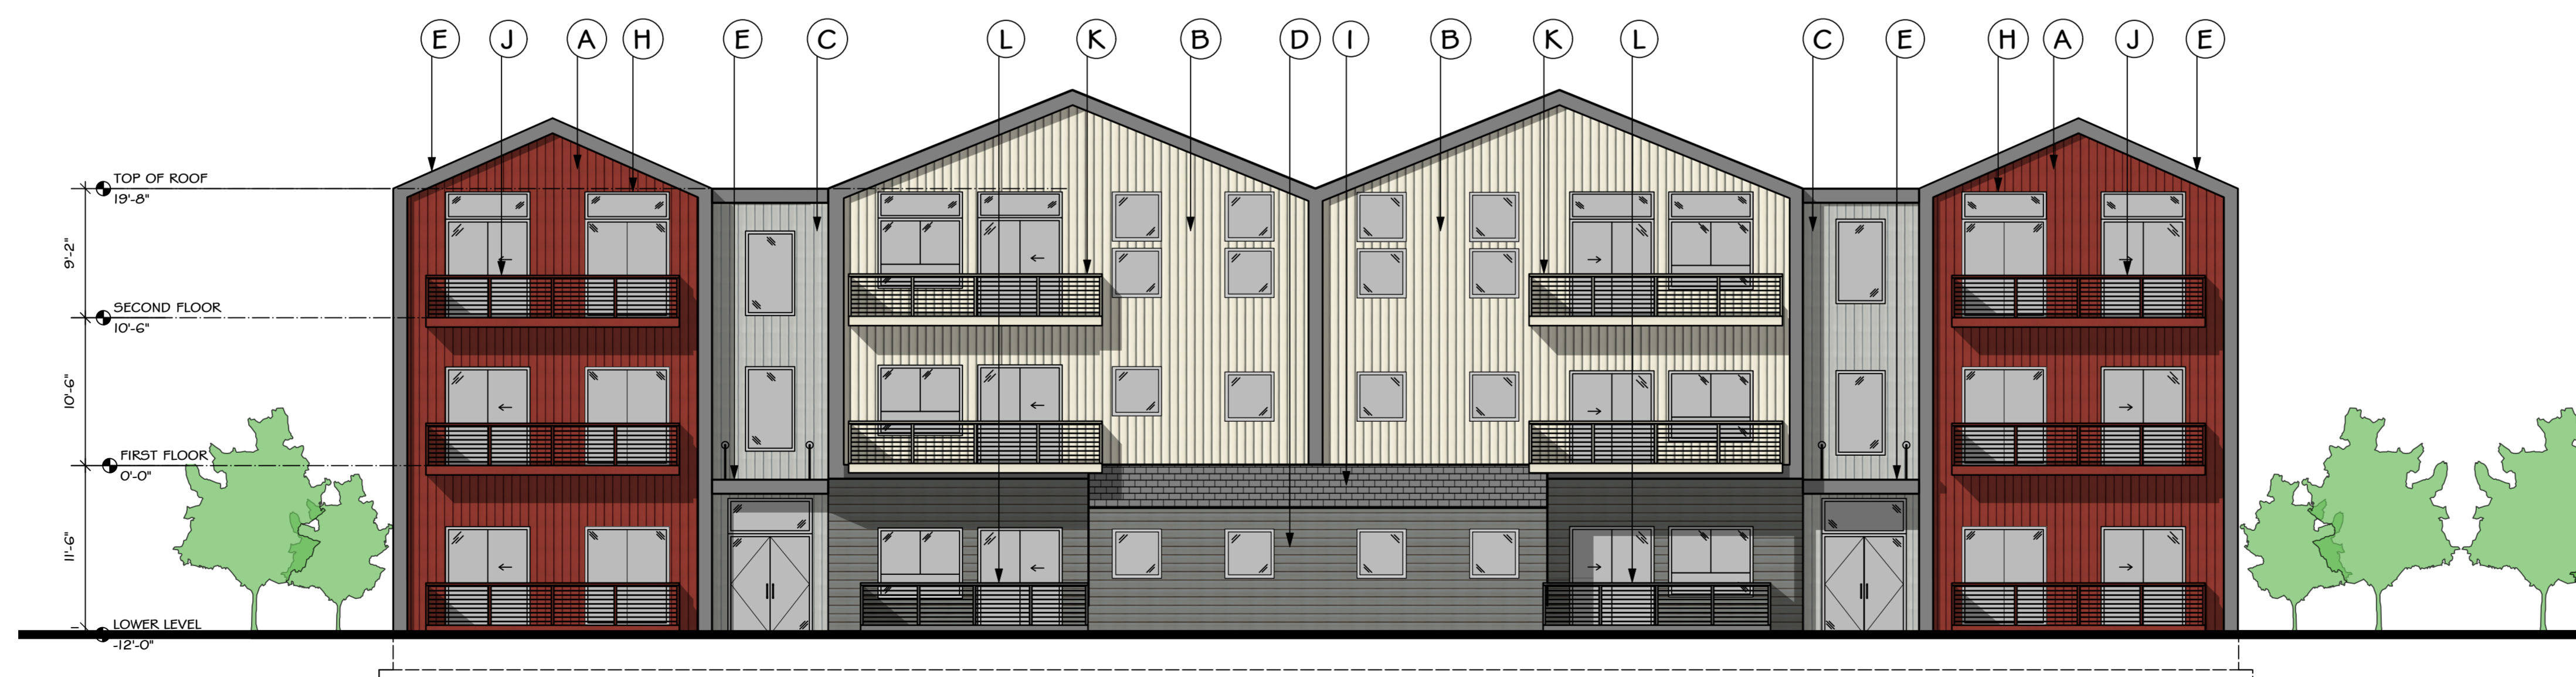 E J A H E C L K B D I B K L C E H A J E
TOP OF ROOF
19'-8"
9'-2"
SECOND FLOOR
10'-6"
10'-6"
FIRST FLOOR
0'-0"
11'-6"
LOWER LEVEL
-12'-0"